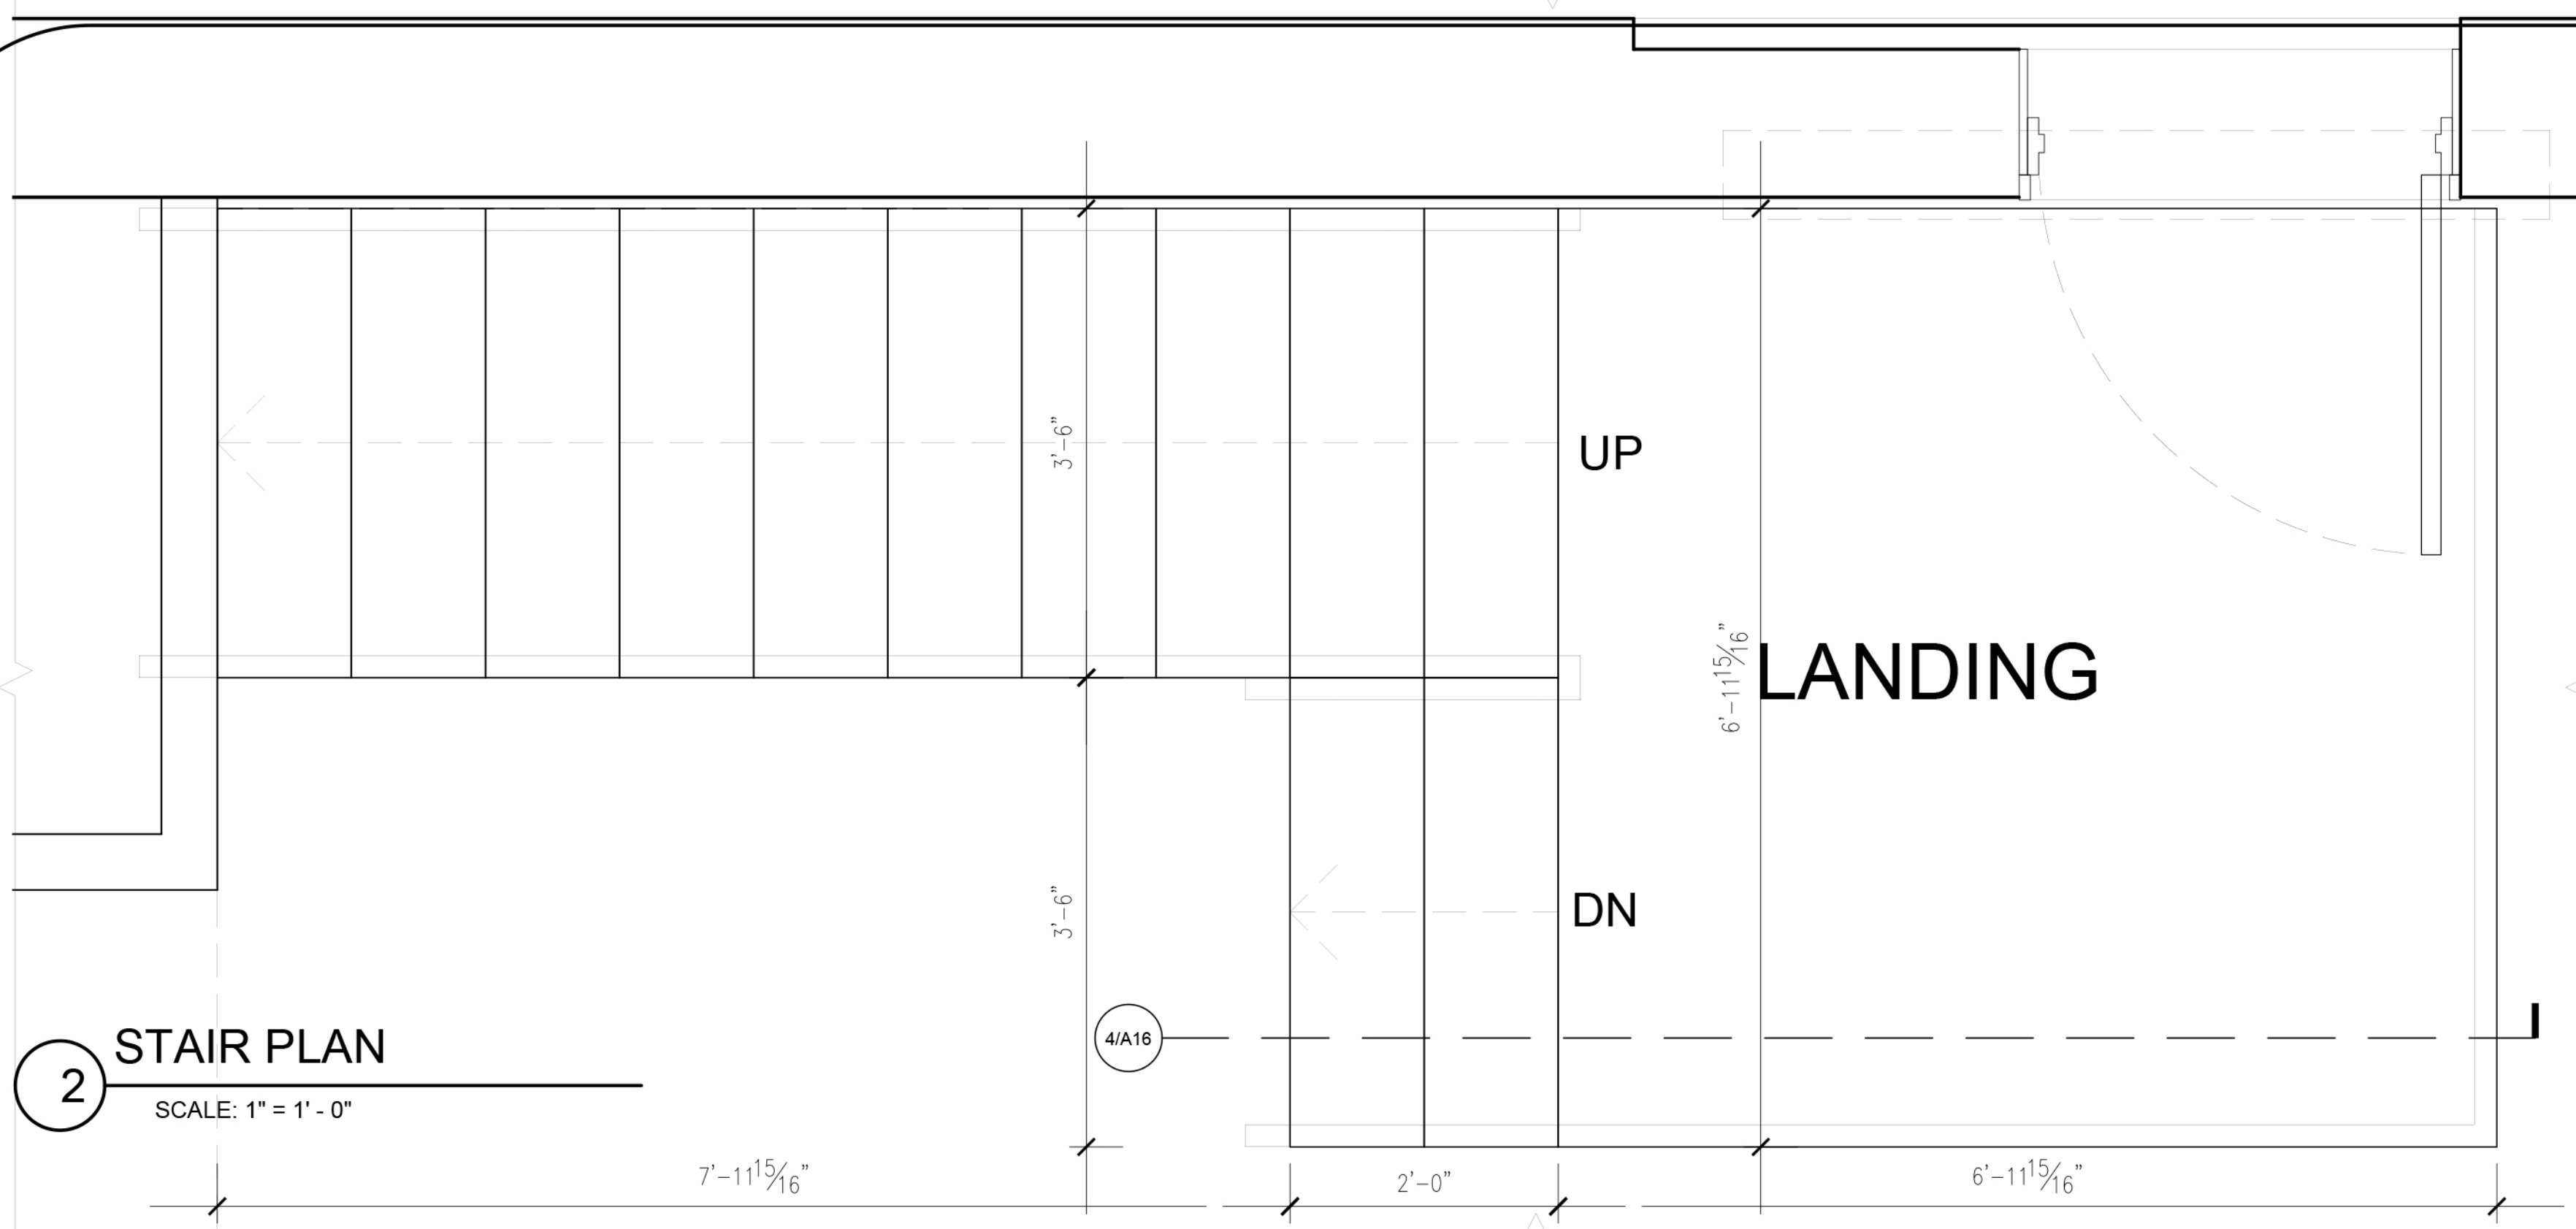 3'-6"
UP
6'-11 15/16"
LANDING
3'-6"
DN
4/A16
2
STAIR PLAN
SCALE: 1" = 1' - 0"
7'-11 15/16"
2'-0"
6'-11 15/16"